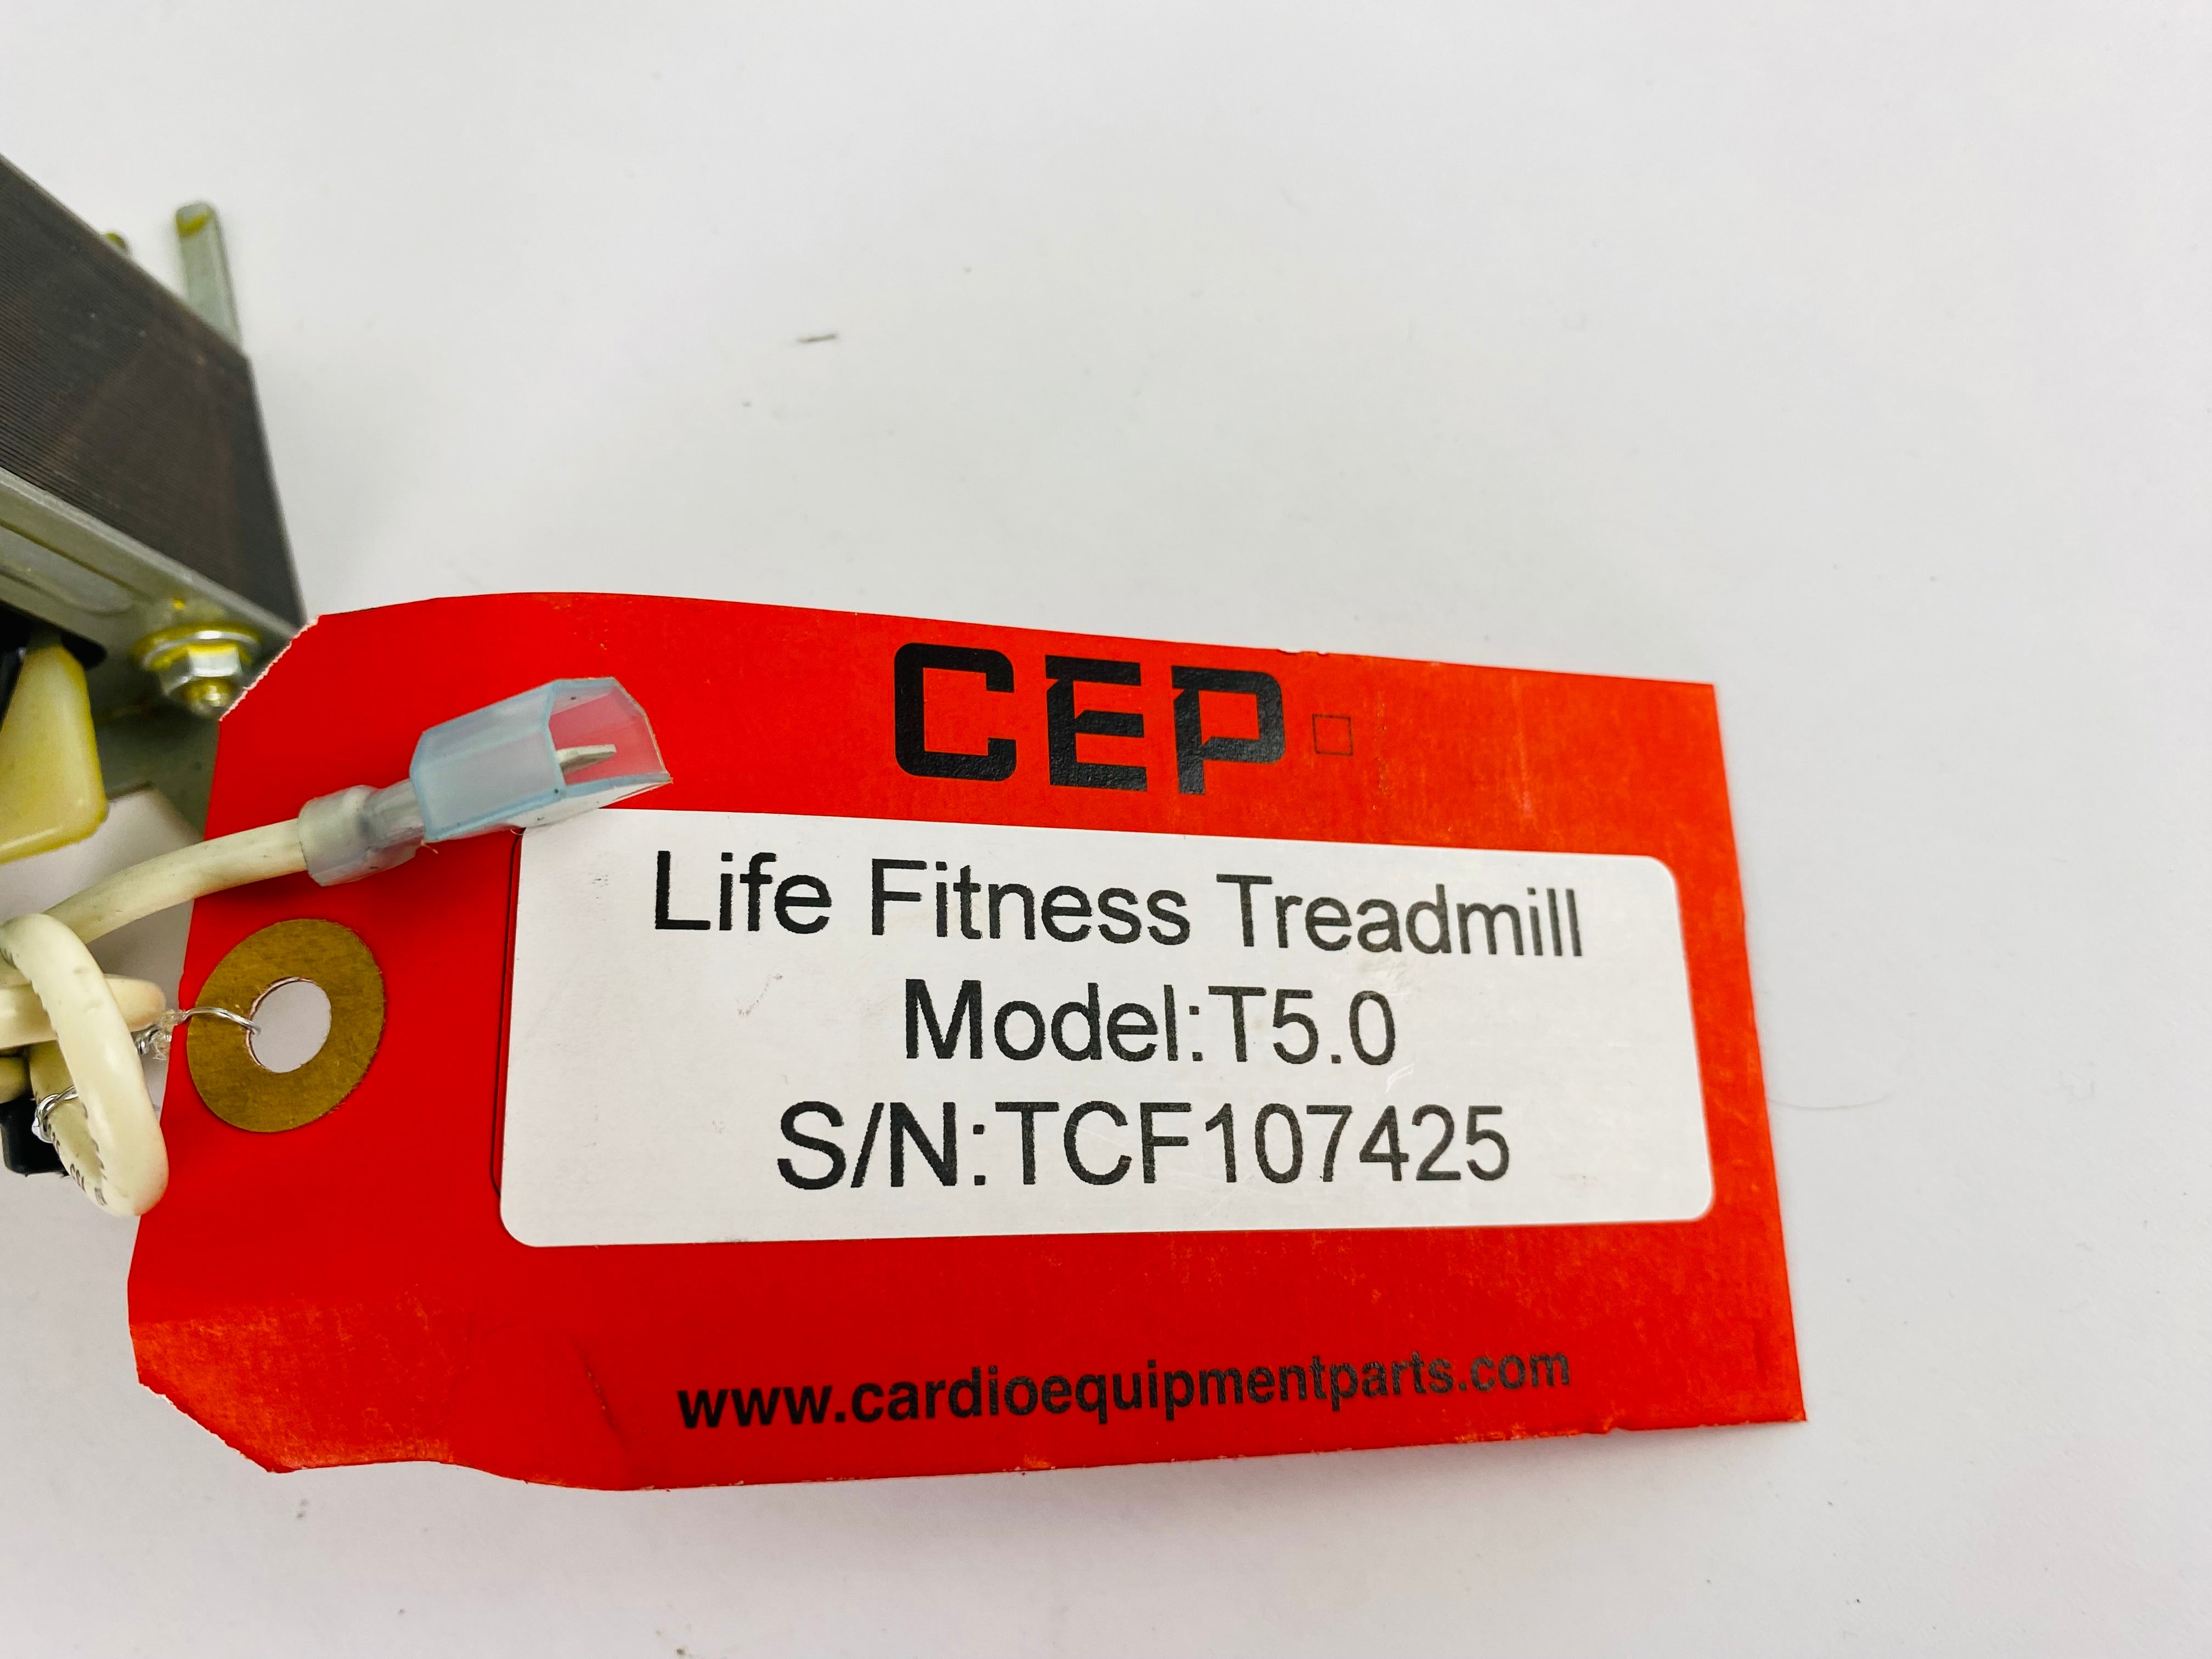 CEP
Life Fitness Treadmill
Model:T5.0
S/N:TCF107425
www.cardioequipmentparts.com